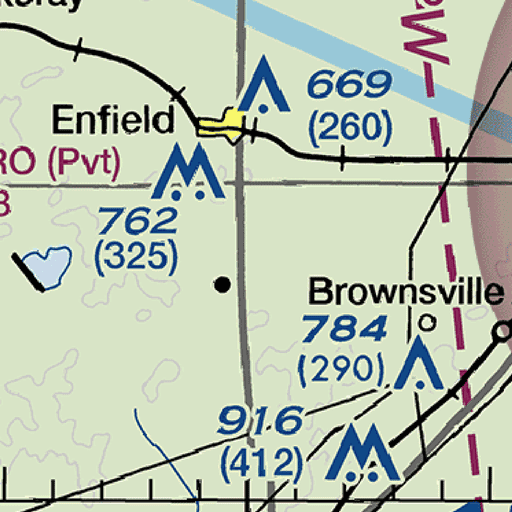 669
(260)
Enfield
RO (Pvt)
762
(325)
Brownsville
784
(290)
916
(412)